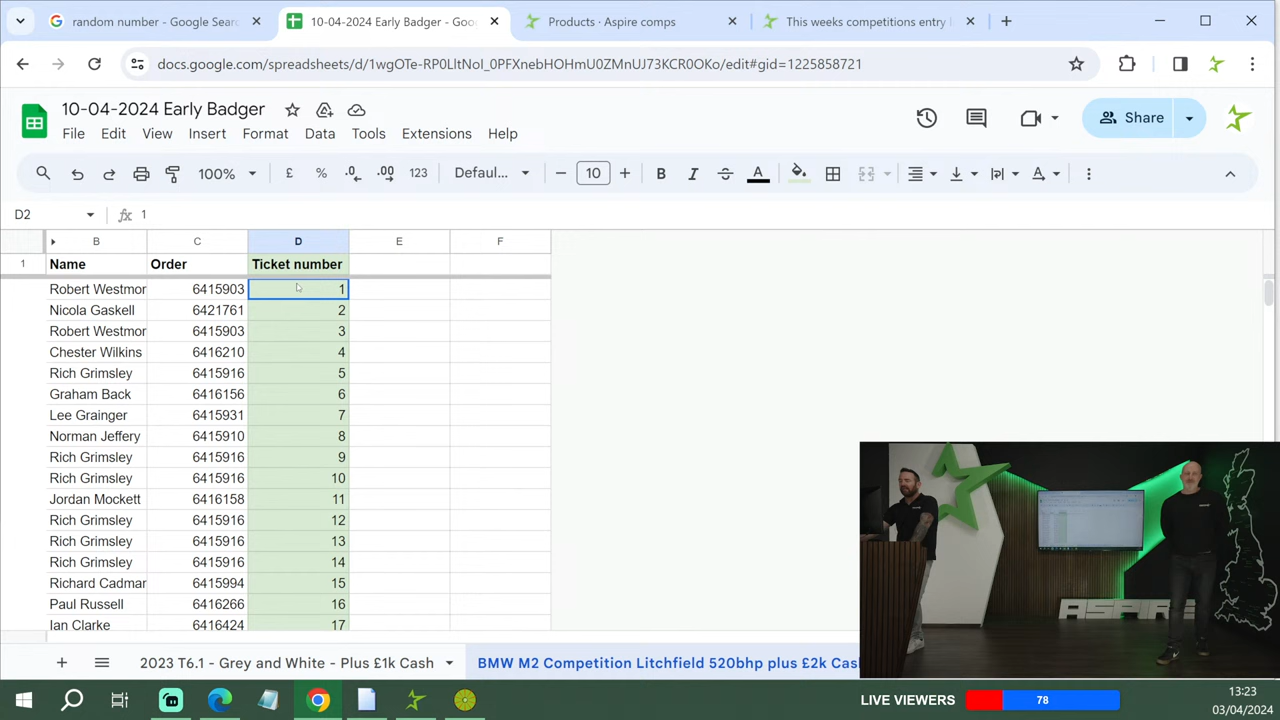 random number - Google Sear
10-04-2024 Early Badger - Goo
Products · Aspire comps
This weeks competitions entry l
docs.google.com/spreadsheets/d/1wgOTe-RP0LltNoI_0PFXnebHOHmU0ZMnUJ73KCR0OKo/edit#gid=1225858721
10-04-2024 Early Badger
File Edit View Insert Format Data Tools Extensions Help
Share
100% £ % .0 .00 123 Defaul... 10 B I S A A
D2 fx 1
B C D E F
1 Name Order Ticket number
Robert Westmor 6415903 1
Nicola Gaskell 6421761 2
Robert Westmor 6415903 3
Chester Wilkins 6416210 4
Rich Grimsley 6415916 5
Graham Back 6416156 6
Lee Grainger 6415931 7
Norman Jeffery 6415910 8
Rich Grimsley 6415916 9
Rich Grimsley 6415916 10
Jordan Mockett 6416158 11
Rich Grimsley 6415916 12
Rich Grimsley 6415916 13
Rich Grimsley 6415916 14
Richard Cadmar 6415994 15
Paul Russell 6416266 16
Ian Clarke 6416424 17
ASPIRE
2023 T6.1 - Grey and White - Plus £1k Cash
BMW M2 Competition Litchfield 520bhp plus £2k Cas
LIVE VIEWERS 78
13:23
03/04/2024